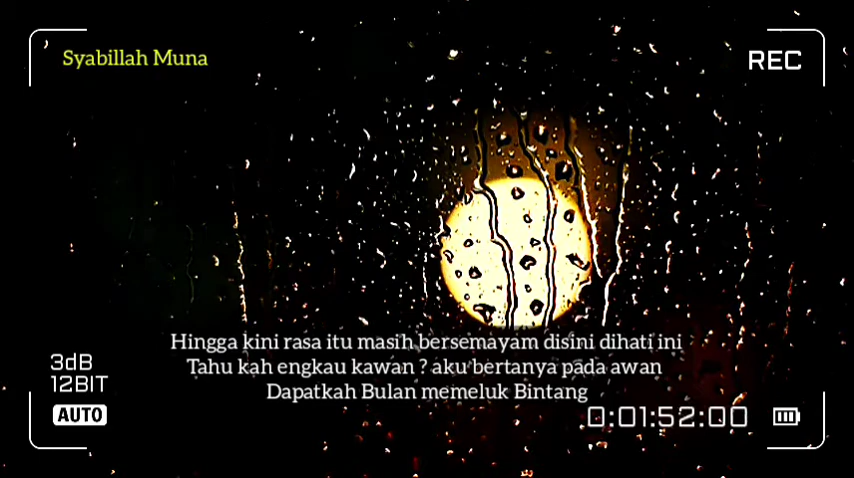 Syabillah Muna
REC
Hingga kini rasa itu masih bersemayam disini dihati ini
Tahu kah engkau kawan ? aku bertanya pada awan
Dapatkah Bulan memeluk Bintang
3dB
12BIT
AUTO
0:01:52:00